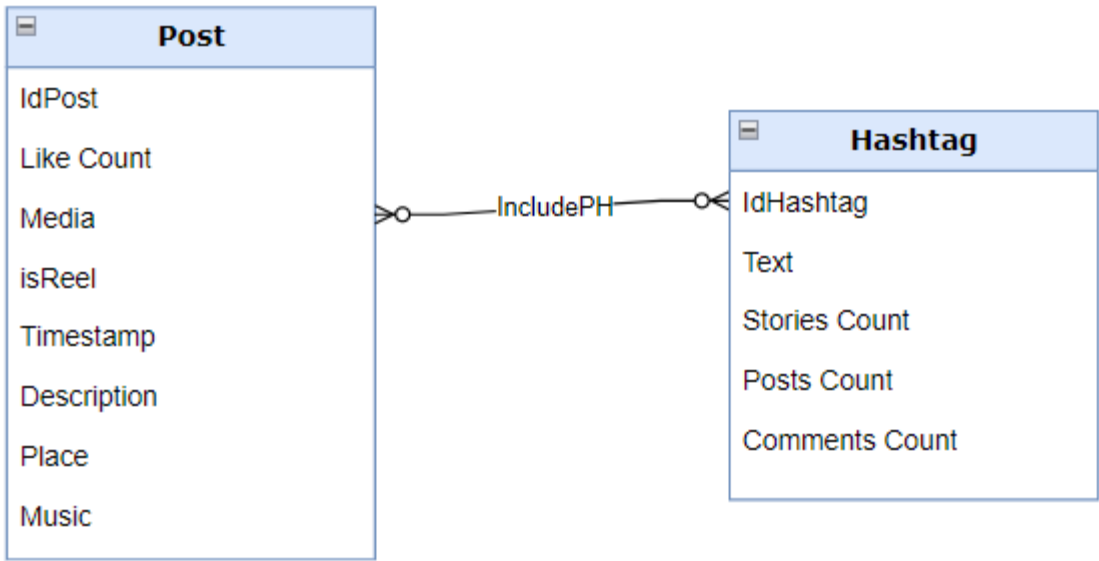 Post
IdPost
Like Count
Media
isReel
Timestamp
Description
Place
Music
IncludePH
Hashtag
IdHashtag
Text
Stories Count
Posts Count
Comments Count